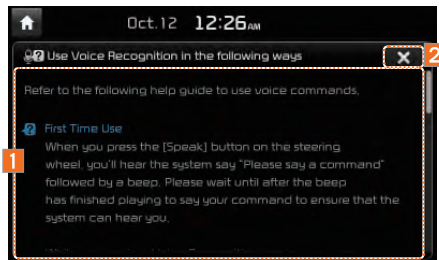 Oct.12 12:26AM
Use Voice Recognition in the following ways
2
Refer to the following help guide to use voice commands,
First Time Use
When you press the [Speak] button on the steering
1
wheel, you'll hear the system say "Please say a command"
followed by a beep. Please wait until after the beep
has finished playing to say your command to ensure that the
system can hear you.